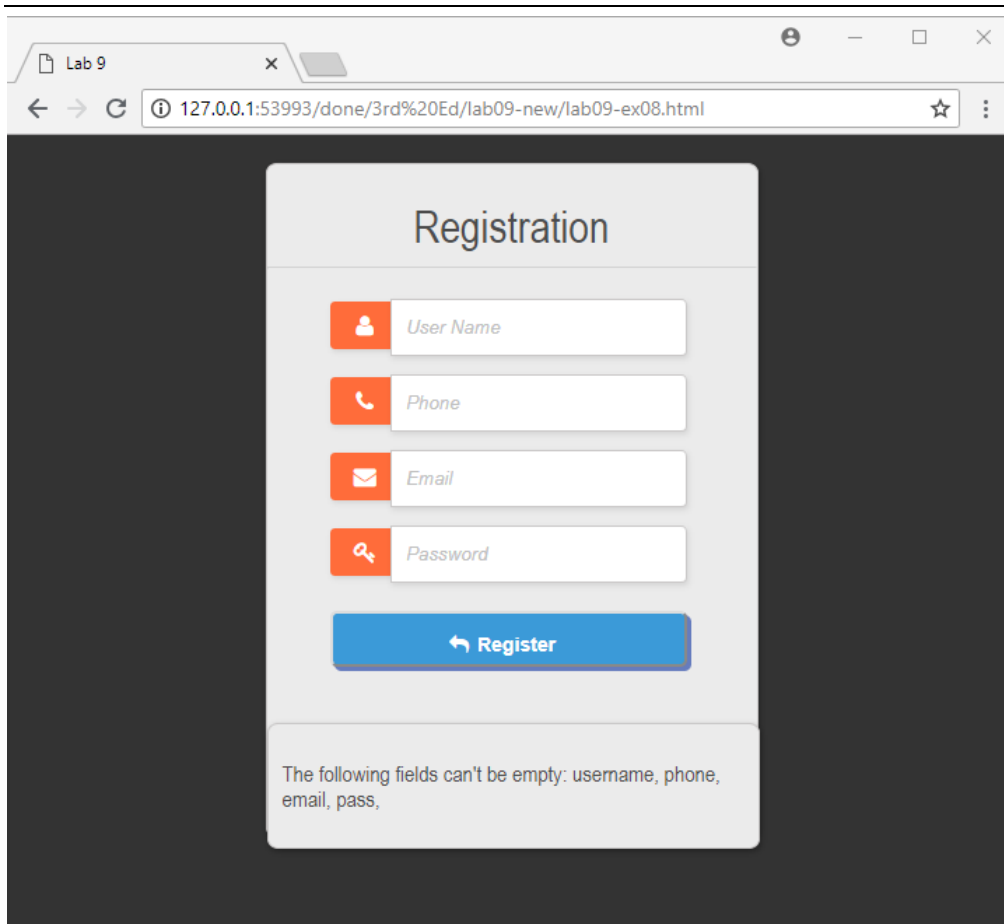 Lab 9
127.0.0.1:53993/done/3rd%20Ed/lab09-new/lab09-ex08.html
Registration
User Name
Phone
Email
Password
Register
The following fields can't be empty: username, phone,
email, pass,